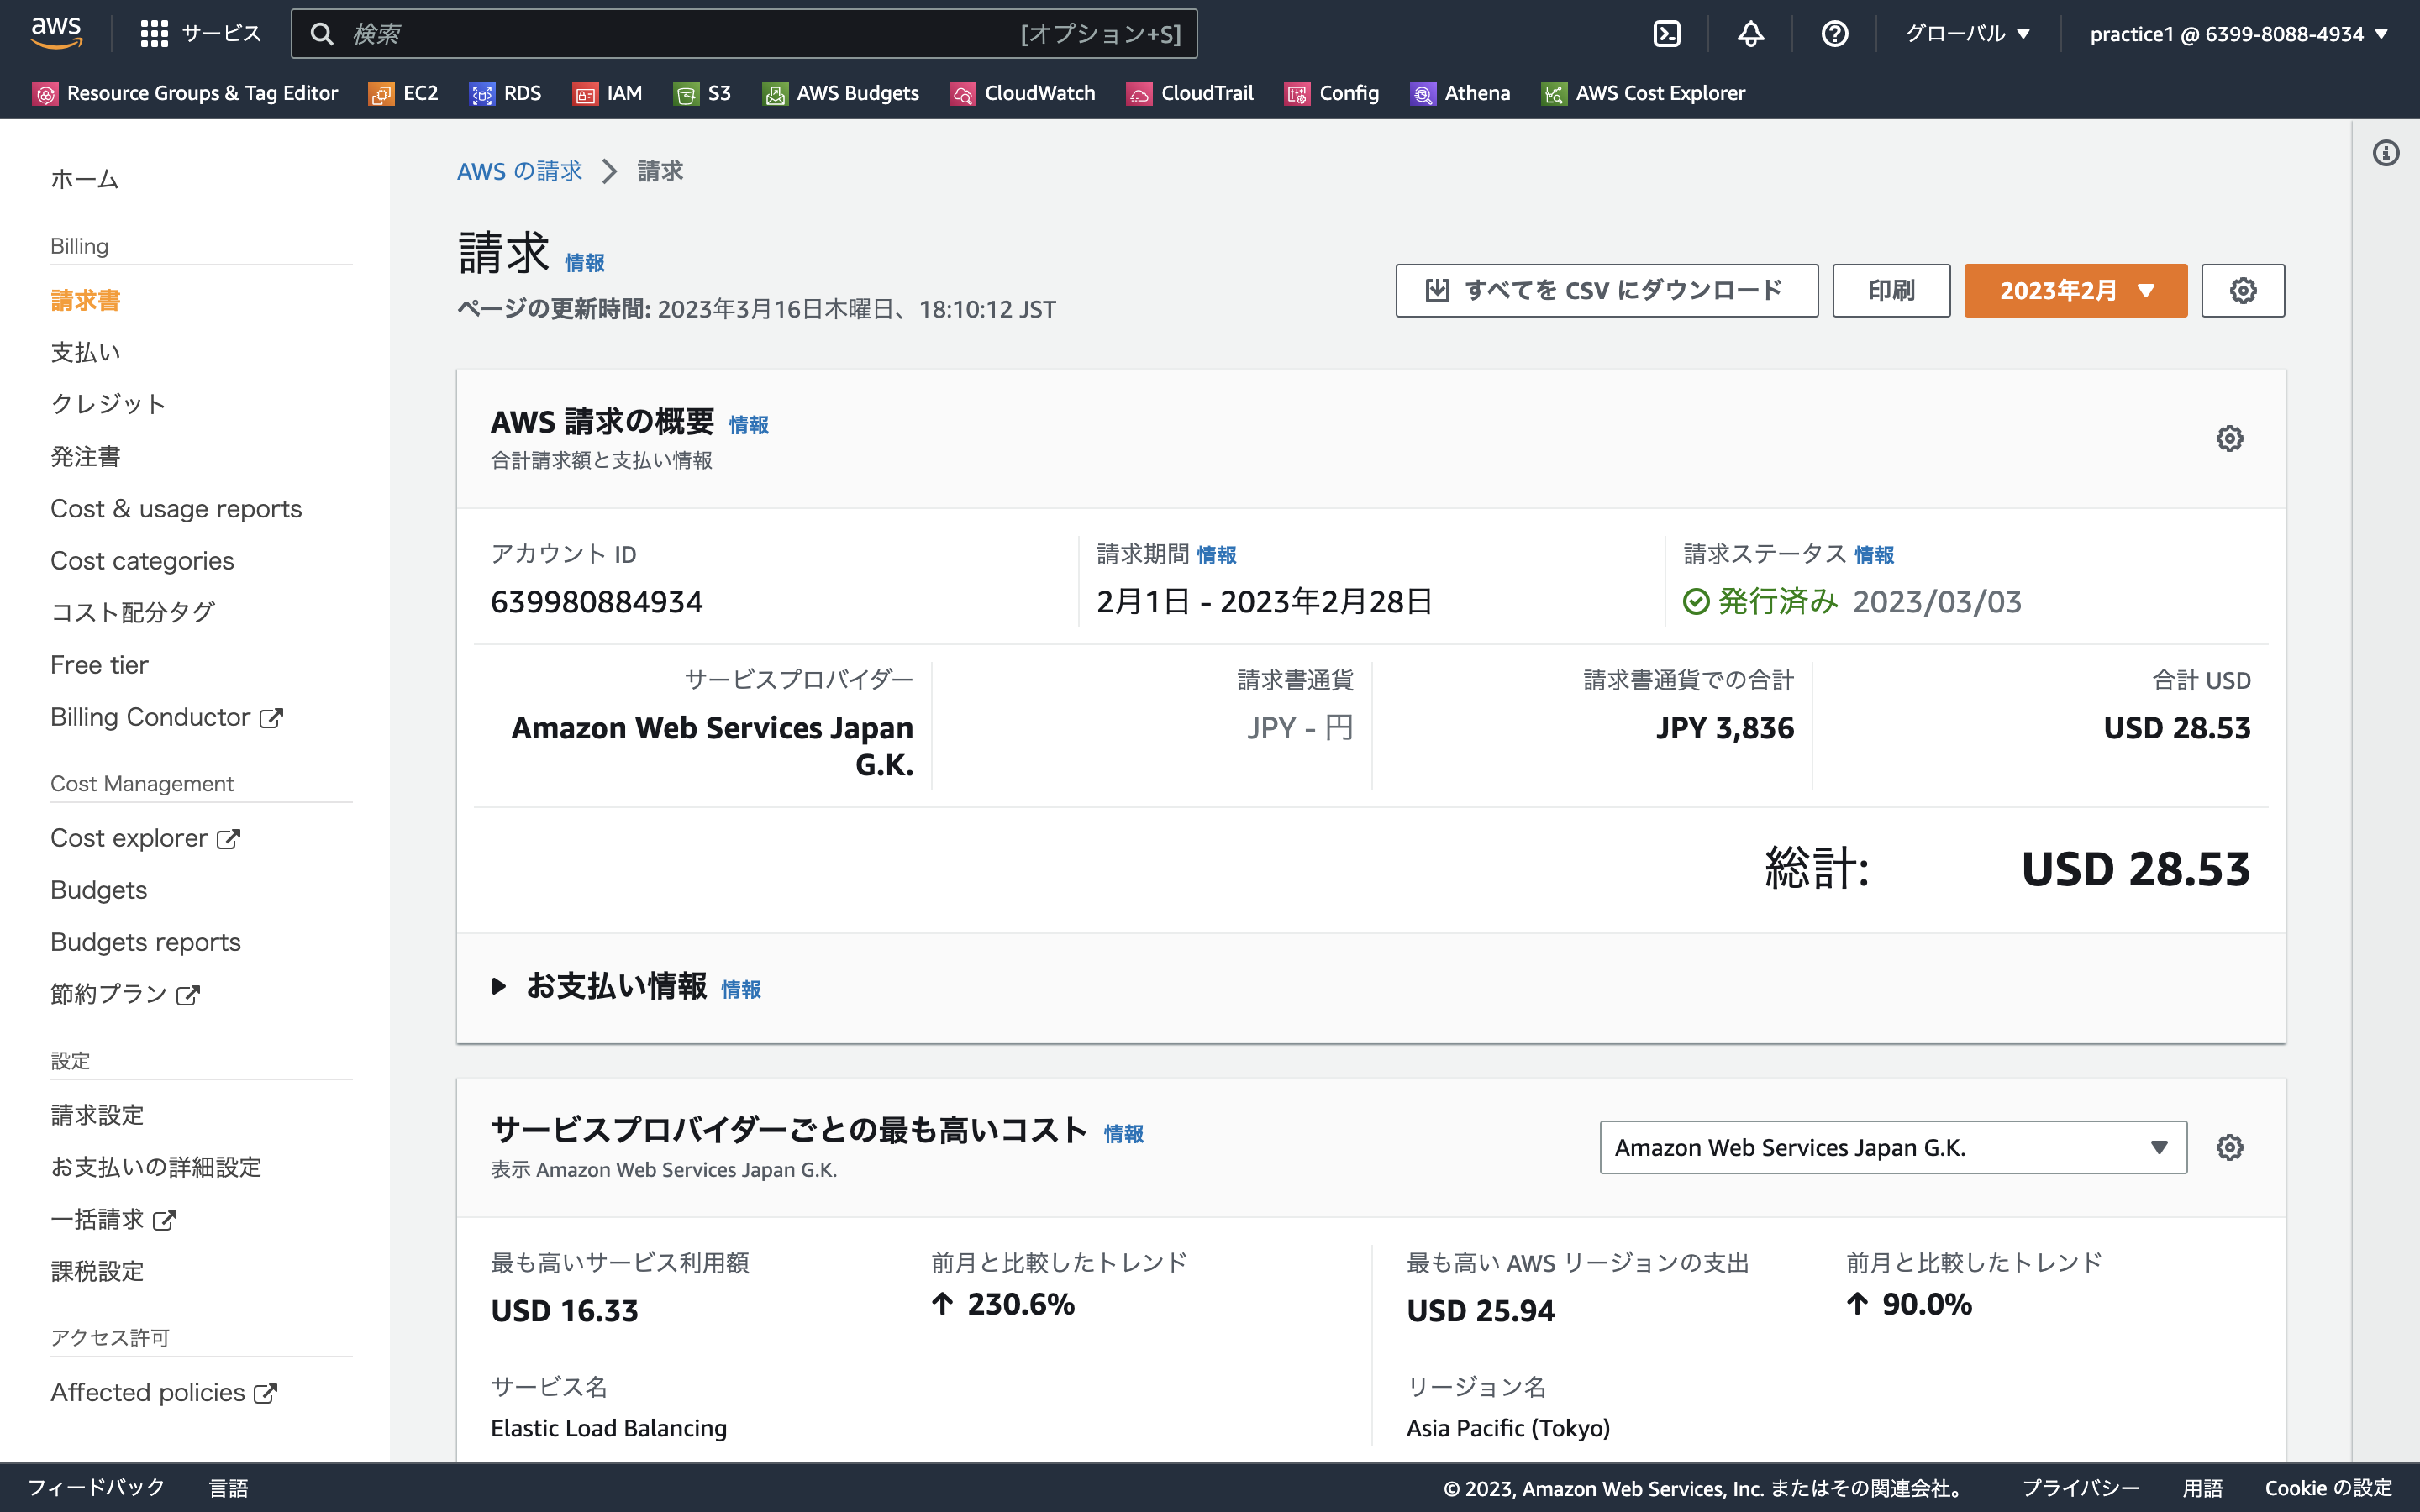 aws サービス 検索 [オプション+S] グローバル practice1 @ 6399-8088-4934
Resource Groups & Tag Editor EC2 RDS IAM S3 AWS Budgets CloudWatch CloudTrail Config Athena AWS Cost Explorer
ホーム
Billing
請求書
支払い
クレジット
発注書
Cost & usage reports
Cost categories
コスト配分タグ
Free tier
Billing Conductor
Cost Management
Cost explorer
Budgets
Budgets reports
節約プラン
設定
請求設定
お支払いの詳細設定
一括請求
課税設定
アクセス許可
Affected policies
AWS の請求 請求
請求 情報
ページの更新時間: 2023年3月16日木曜日、18:10:12 JST
すべてを CSV にダウンロード 印刷 2023年2月
AWS 請求の概要 情報
合計請求額と支払い情報
アカウント ID
639980884934
請求期間 情報
2月1日 - 2023年2月28日
請求ステータス 情報
発行済み 2023/03/03
サービスプロバイダー
Amazon Web Services Japan
G.K.
請求書通貨
JPY - 円
請求書通貨での合計
JPY 3,836
合計 USD
USD 28.53
総計: USD 28.53
お支払い情報 情報
サービスプロバイダーごとの最も高いコスト 情報
表示 Amazon Web Services Japan G.K.
Amazon Web Services Japan G.K.
最も高いサービス利用額
USD 16.33
前月と比較したトレンド
230.6%
最も高い AWS リージョンの支出
USD 25.94
前月と比較したトレンド
90.0%
サービス名
Elastic Load Balancing
リージョン名
Asia Pacific (Tokyo)
フィードバック 言語 © 2023, Amazon Web Services, Inc. またはその関連会社。 プライバシー 用語 Cookie の設定